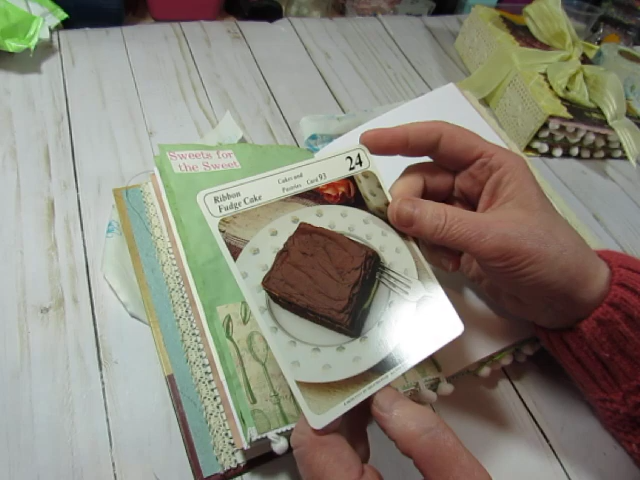 Sweets for
the Sweet
Ribbon
Fudge Cake
Cakes and
Pastries Card 93
24